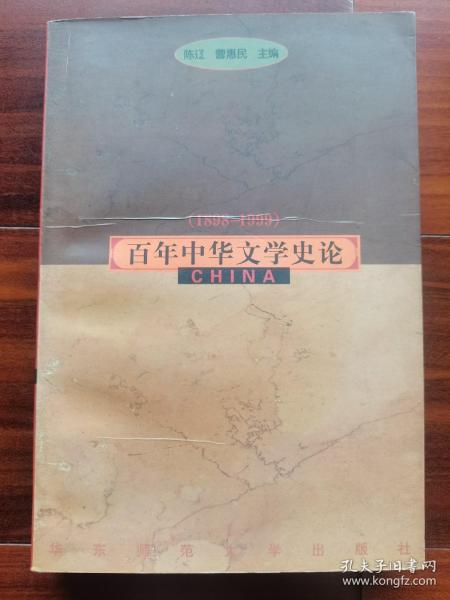 陈辽 曹惠民 主编
(1898-1999)
百年中华文学史论
CHINA
华东师范大学出版社
孔夫子旧书网
www.kongfz.com